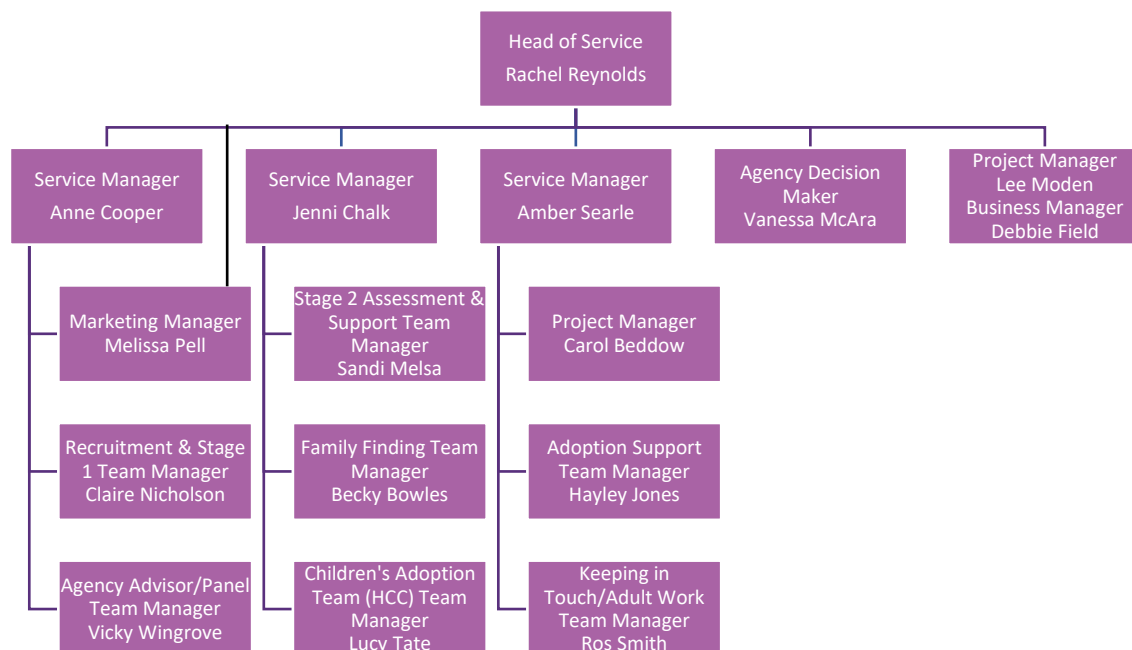 Head of Service
Rachel Reynolds
Service Manager
Anne Cooper
Service Manager
Jenni Chalk
Service Manager
Amber Searle
Agency Decision
Maker
Vanessa McAra
Project Manager
Lee Moden
Business Manager
Debbie Field
Marketing Manager
Melissa Pell
Stage 2 Assessment &
Support Team
Manager
Sandi Melsa
Project Manager
Carol Beddow
Recruitment & Stage
1 Team Manager
Claire Nicholson
Family Finding Team
Manager
Becky Bowles
Adoption Support
Team Manager
Hayley Jones
Agency Advisor/Panel
Team Manager
Vicky Wingrove
Children's Adoption
Team (HCC) Team
Manager
Lucy Tate
Keeping in
Touch/Adult Work
Team Manager
Ros Smith